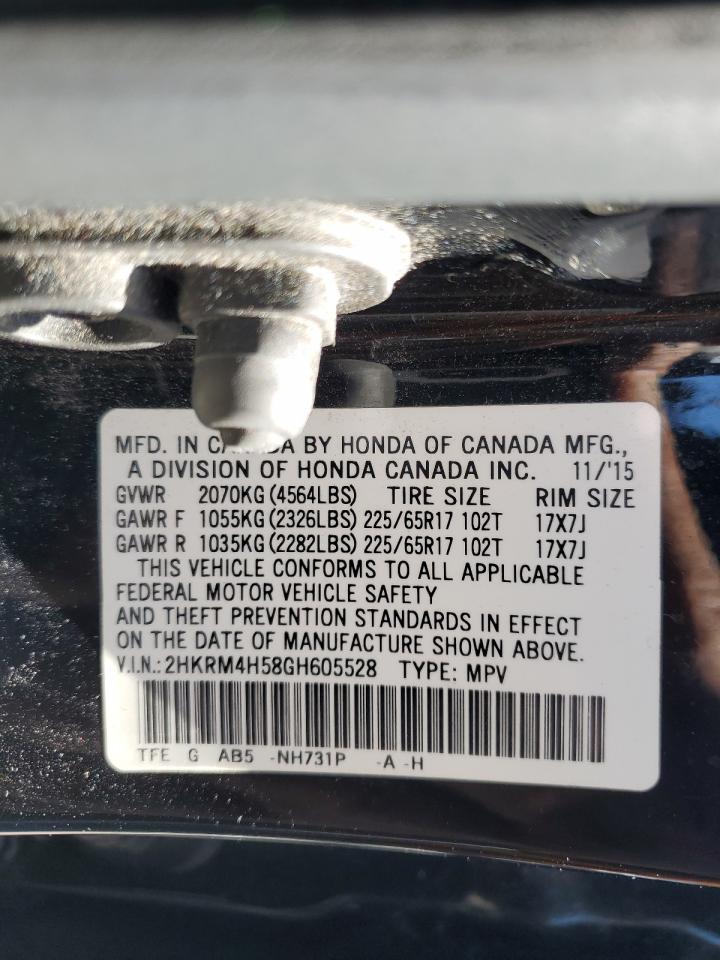 MFD. IN CANADA BY HONDA OF CANADA MFG.,
A DIVISION OF HONDA CANADA INC. 11/'15
GVWR 2070KG (4564LBS) TIRE SIZE RIM SIZE
GAWR F 1055KG (2326LBS) 225/65R17 102T 17X7J
GAWR R 1035KG (2282LBS) 225/65R17 102T 17X7J
THIS VEHICLE CONFORMS TO ALL APPLICABLE
FEDERAL MOTOR VEHICLE SAFETY
AND THEFT PREVENTION STANDARDS IN EFFECT
ON THE DATE OF MANUFACTURE SHOWN ABOVE.
V.I.N.: 2HKRM4H58GH605528 TYPE: MPV
TFE G AB5 -NH731P -A -H